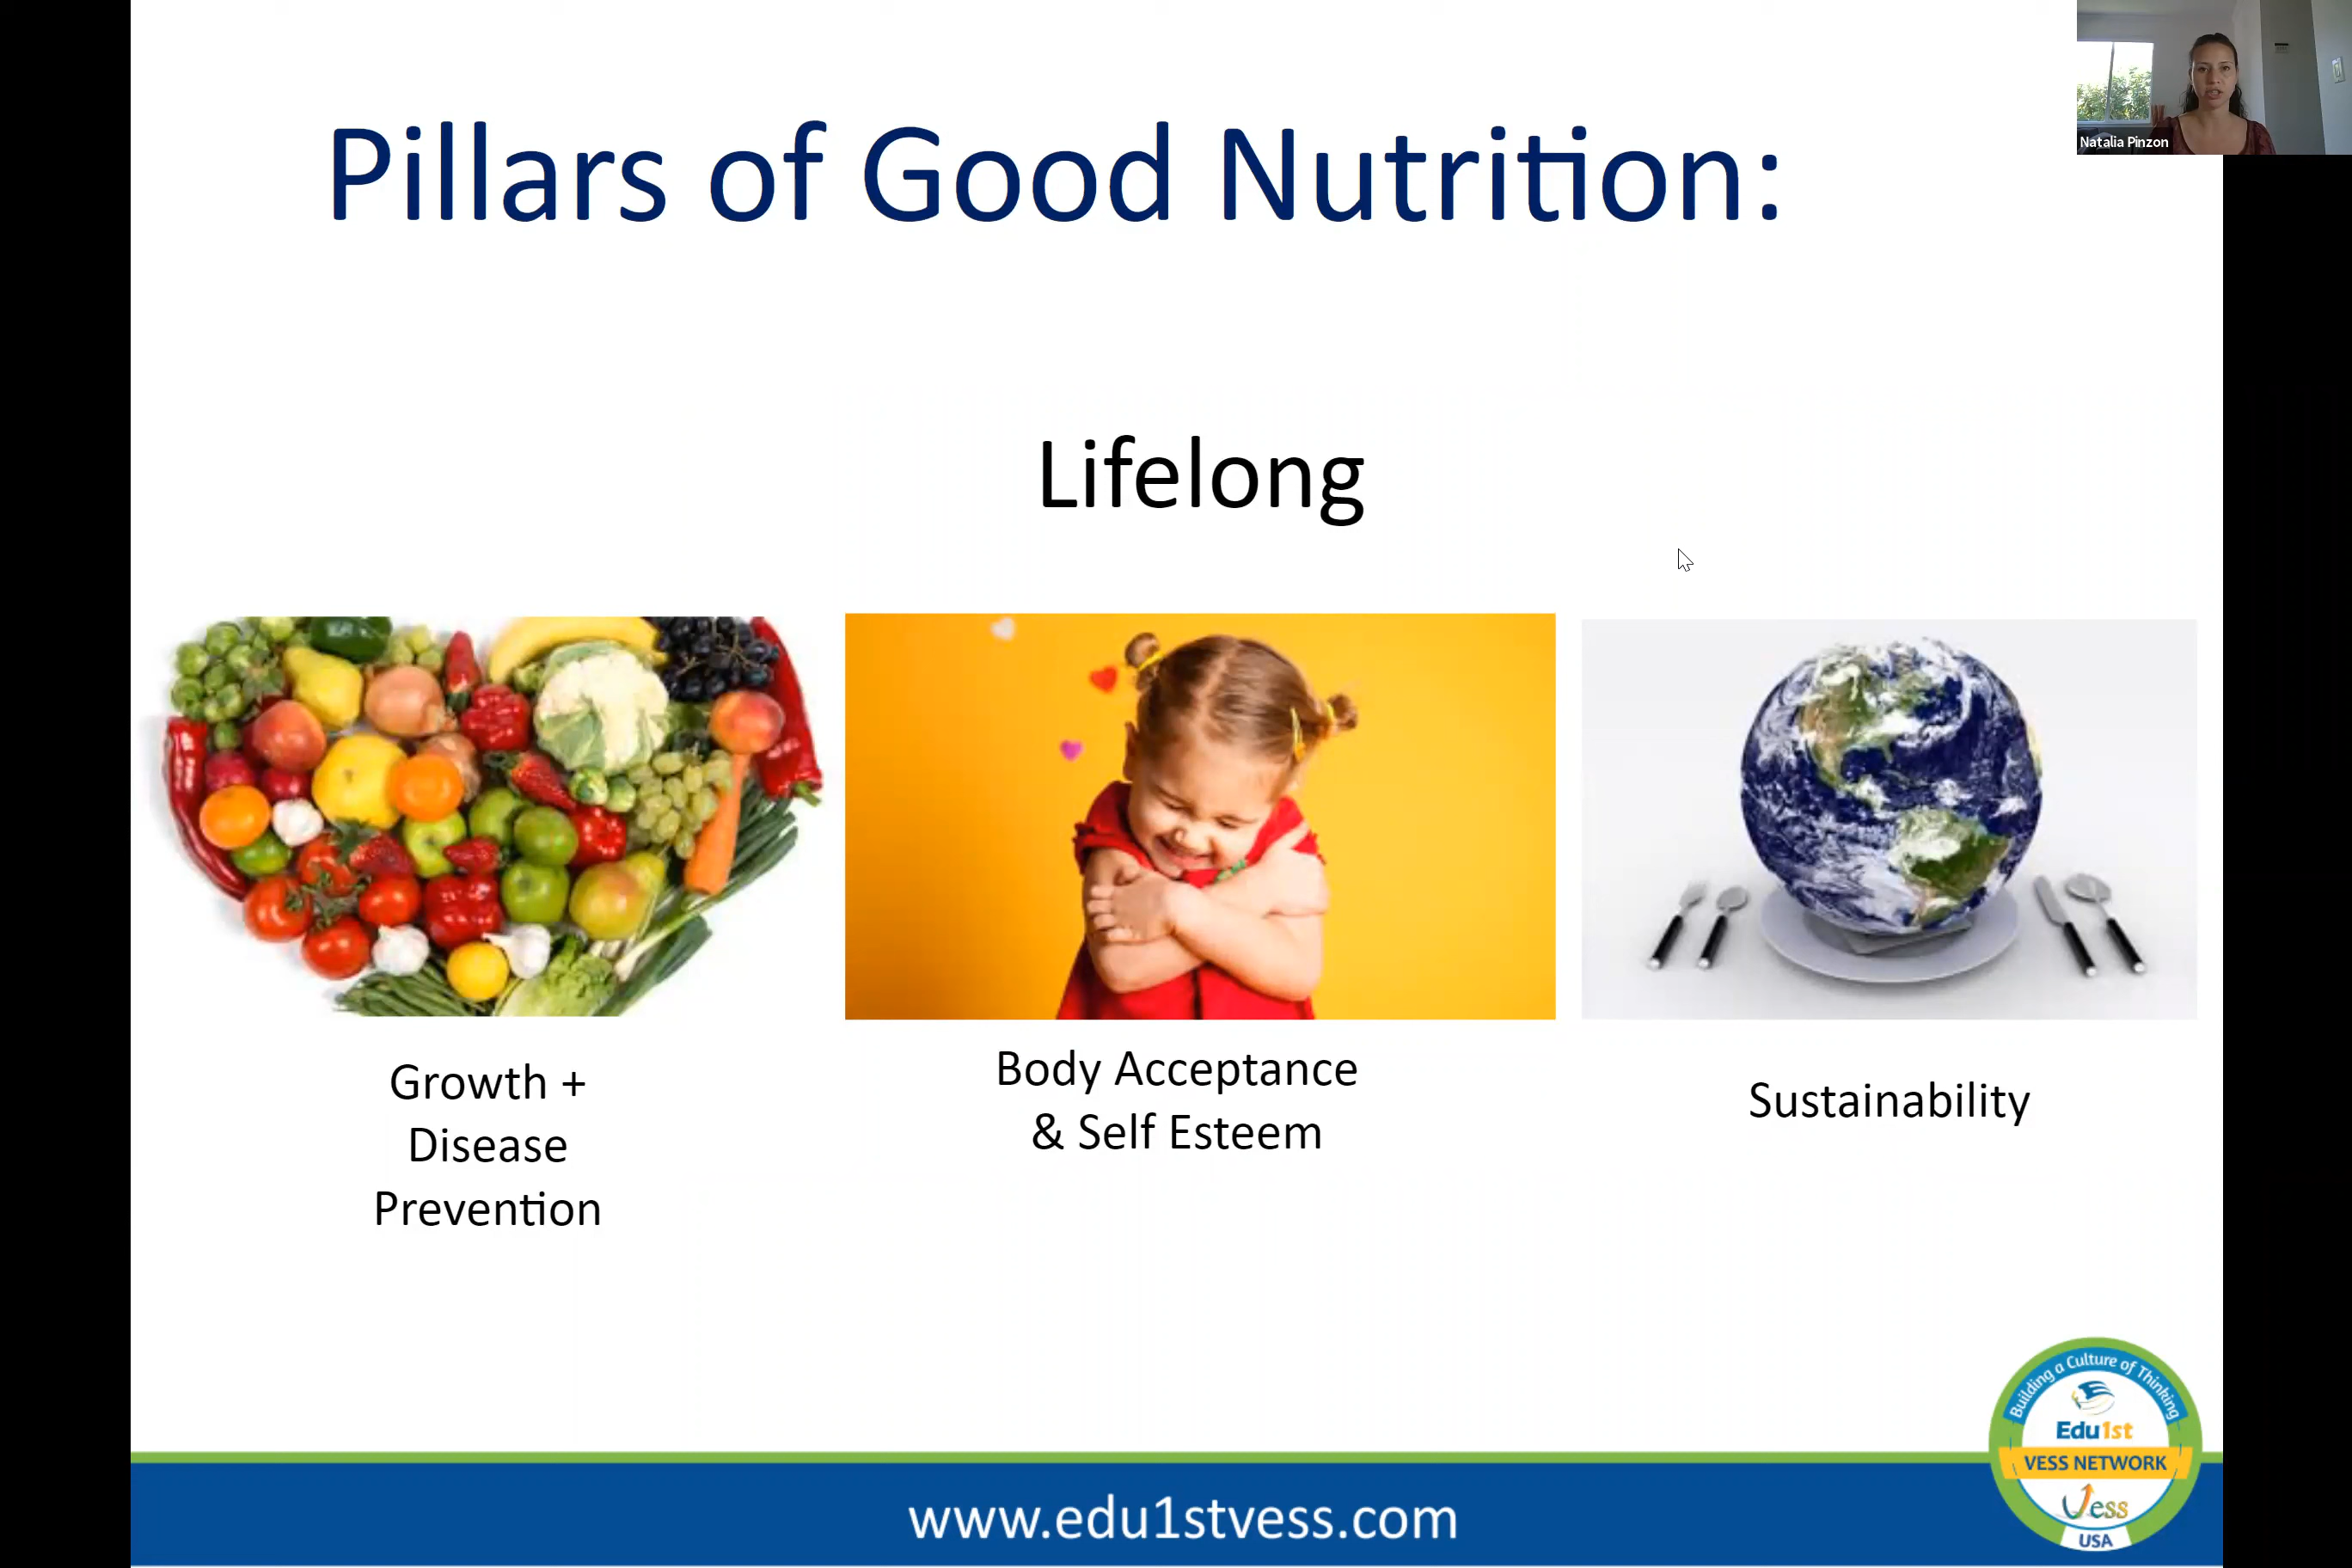 Pillars of Good Nutrition:
Natalia Pinzon
Lifelong
Growth +
Disease
Prevention
Body Acceptance
& Self Esteem
Sustainability
Building a Culture of Thinking
Edu1st
VESS NETWORK
Vess
USA
www.edu1stvess.com